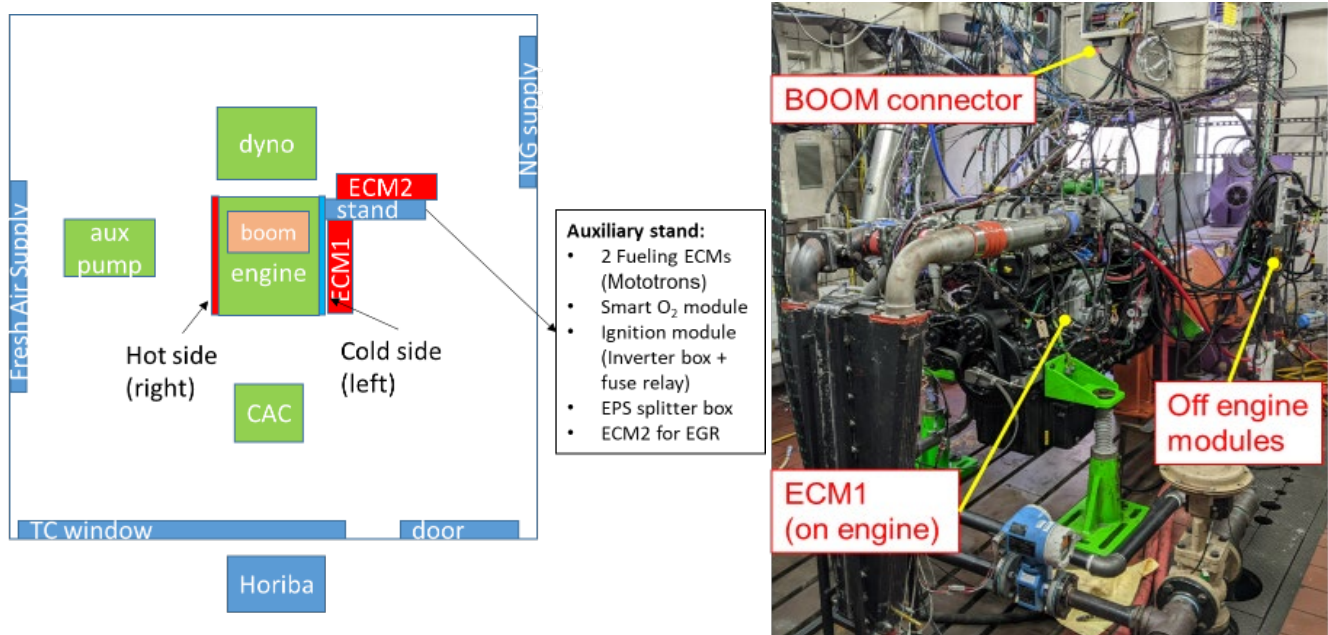 dyno
NG supply
ECM2
stand
Fresh Air Supply
aux
pump
boom
engine
ECM1
Hot side
(right)
Cold side
(left)
CAC
TC window
door
Horiba
Auxiliary stand:
• 2 Fueling ECMs
(Mototrons)
• Smart O₂ module
• Ignition module
(Inverter box +
fuse relay)
• EPS splitter box
• ECM2 for EGR
BOOM connector
Off engine
modules
ECM1
(on engine)